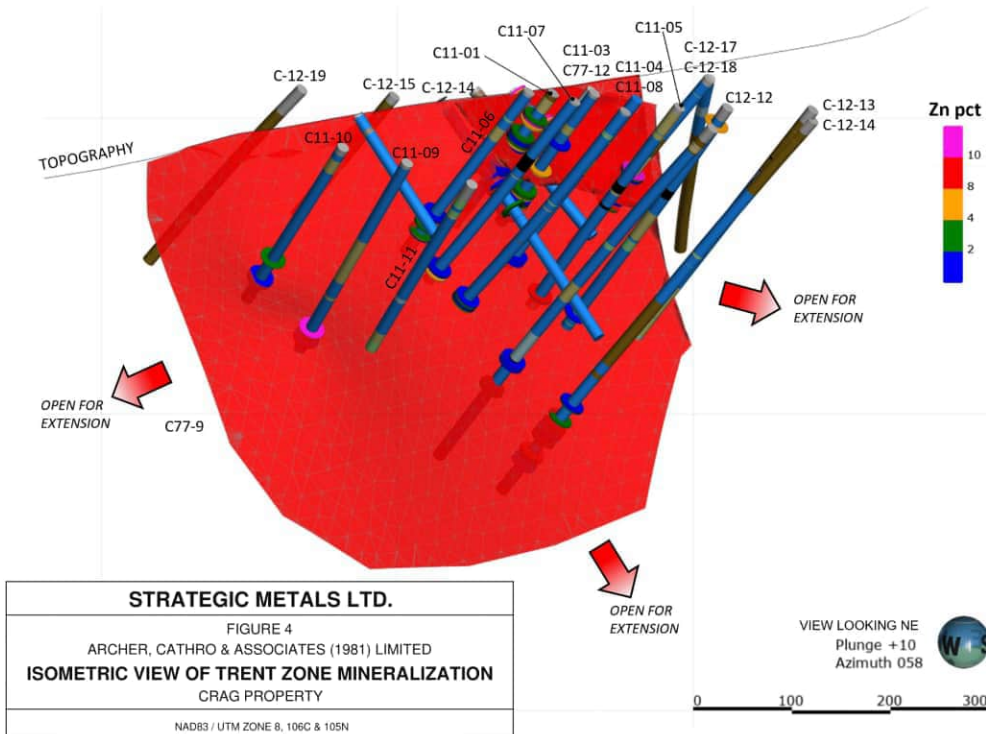 C11-05
C11-07
C-12-17
C11-03
C11-01
C77-12
C11-04
C-12-18
C11-08
C-12-19
C-12-15
C-12-14
C12-12
C-12-13
C-12-14
Zn pct
10
8
4
2
TOPOGRAPHY
C11-10
C11-09
C11-06
C11-11
OPEN FOR
EXTENSION
OPEN FOR
EXTENSION
C77-9
OPEN FOR
EXTENSION
STRATEGIC METALS LTD.
FIGURE 4
ARCHER, CATHRO & ASSOCIATES (1981) LIMITED
ISOMETRIC VIEW OF TRENT ZONE MINERALIZATION
CRAG PROPERTY
NAD83 / UTM ZONE 8, 106C & 105N
VIEW LOOKING NE
Plunge +10
Azimuth 058
W S
0 100 200 300